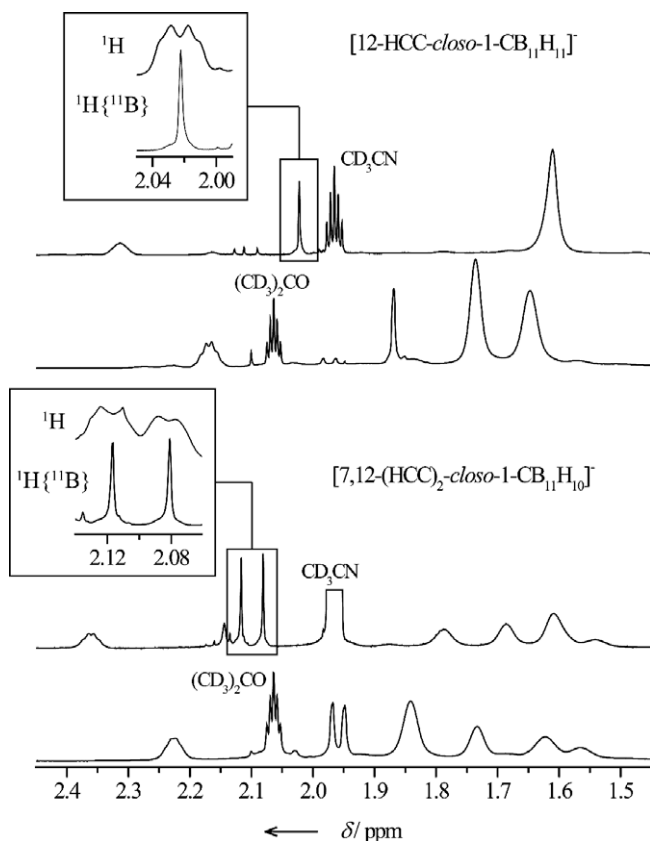 ¹H
[12-HCC-closo-1-CB₁₁H₁₁]⁻
¹H{¹¹B}
2.04 2.00
CD₃CN
(CD₃)₂CO
¹H
¹H{¹¹B}
[7,12-(HCC)₂-closo-1-CB₁₁H₁₀]⁻
2.12 2.08
CD₃CN
(CD₃)₂CO
2.4 2.3 2.2 2.1 2.0 1.9 1.8 1.7 1.6 1.5
← δ/ ppm